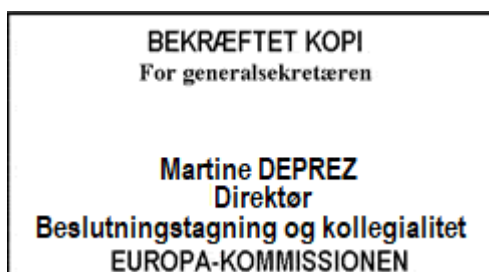 BEKRÆFTET KOPI
For generalsekretæren
Martine DEPREZ
Direktør
Beslutningstagning og kollegialitet
EUROPA-KOMMISSIONEN